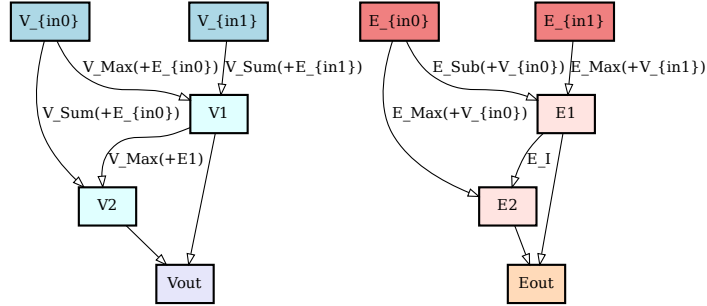 V_{in0}
V_{in1}
E_{in0}
E_{in1}
V_Max(+E_{in0})
V_Sum(+E_{in1})
E_Sub(+V_{in0})
E_Max(+V_{in1})
V_Sum(+E_{in0})
V1
E_Max(+V_{in0})
E1
V_Max(+E1)
E_I
V2
E2
Vout
Eout